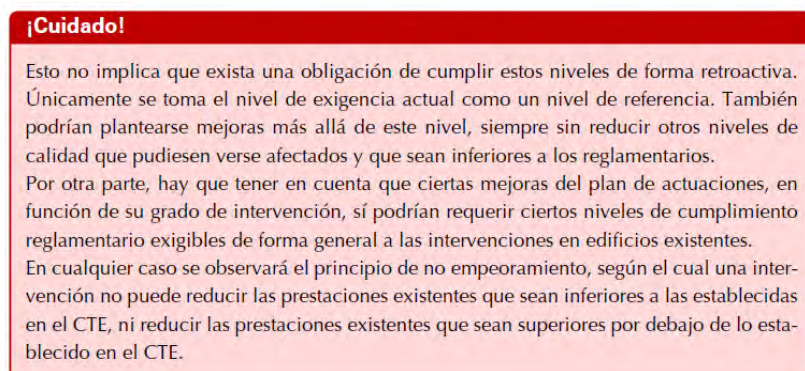 ¡Cuidado!
Esto no implica que exista una obligación de cumplir estos niveles de forma retroactiva.
Únicamente se toma el nivel de exigencia actual como un nivel de referencia. También
podrían plantearse mejoras más allá de este nivel, siempre sin reducir otros niveles de
calidad que pudiesen verse afectados y que sean inferiores a los reglamentarios.
Por otra parte, hay que tener en cuenta que ciertas mejoras del plan de actuaciones, en
función de su grado de intervención, sí podrían requerir ciertos niveles de cumplimiento
reglamentario exigibles de forma general a las intervenciones en edificios existentes.
En cualquier caso se observará el principio de no empeoramiento, según el cual una inter-
vención no puede reducir las prestaciones existentes que sean inferiores a las establecidas
en el CTE, ni reducir las prestaciones existentes que sean superiores por debajo de lo esta-
blecido en el CTE.